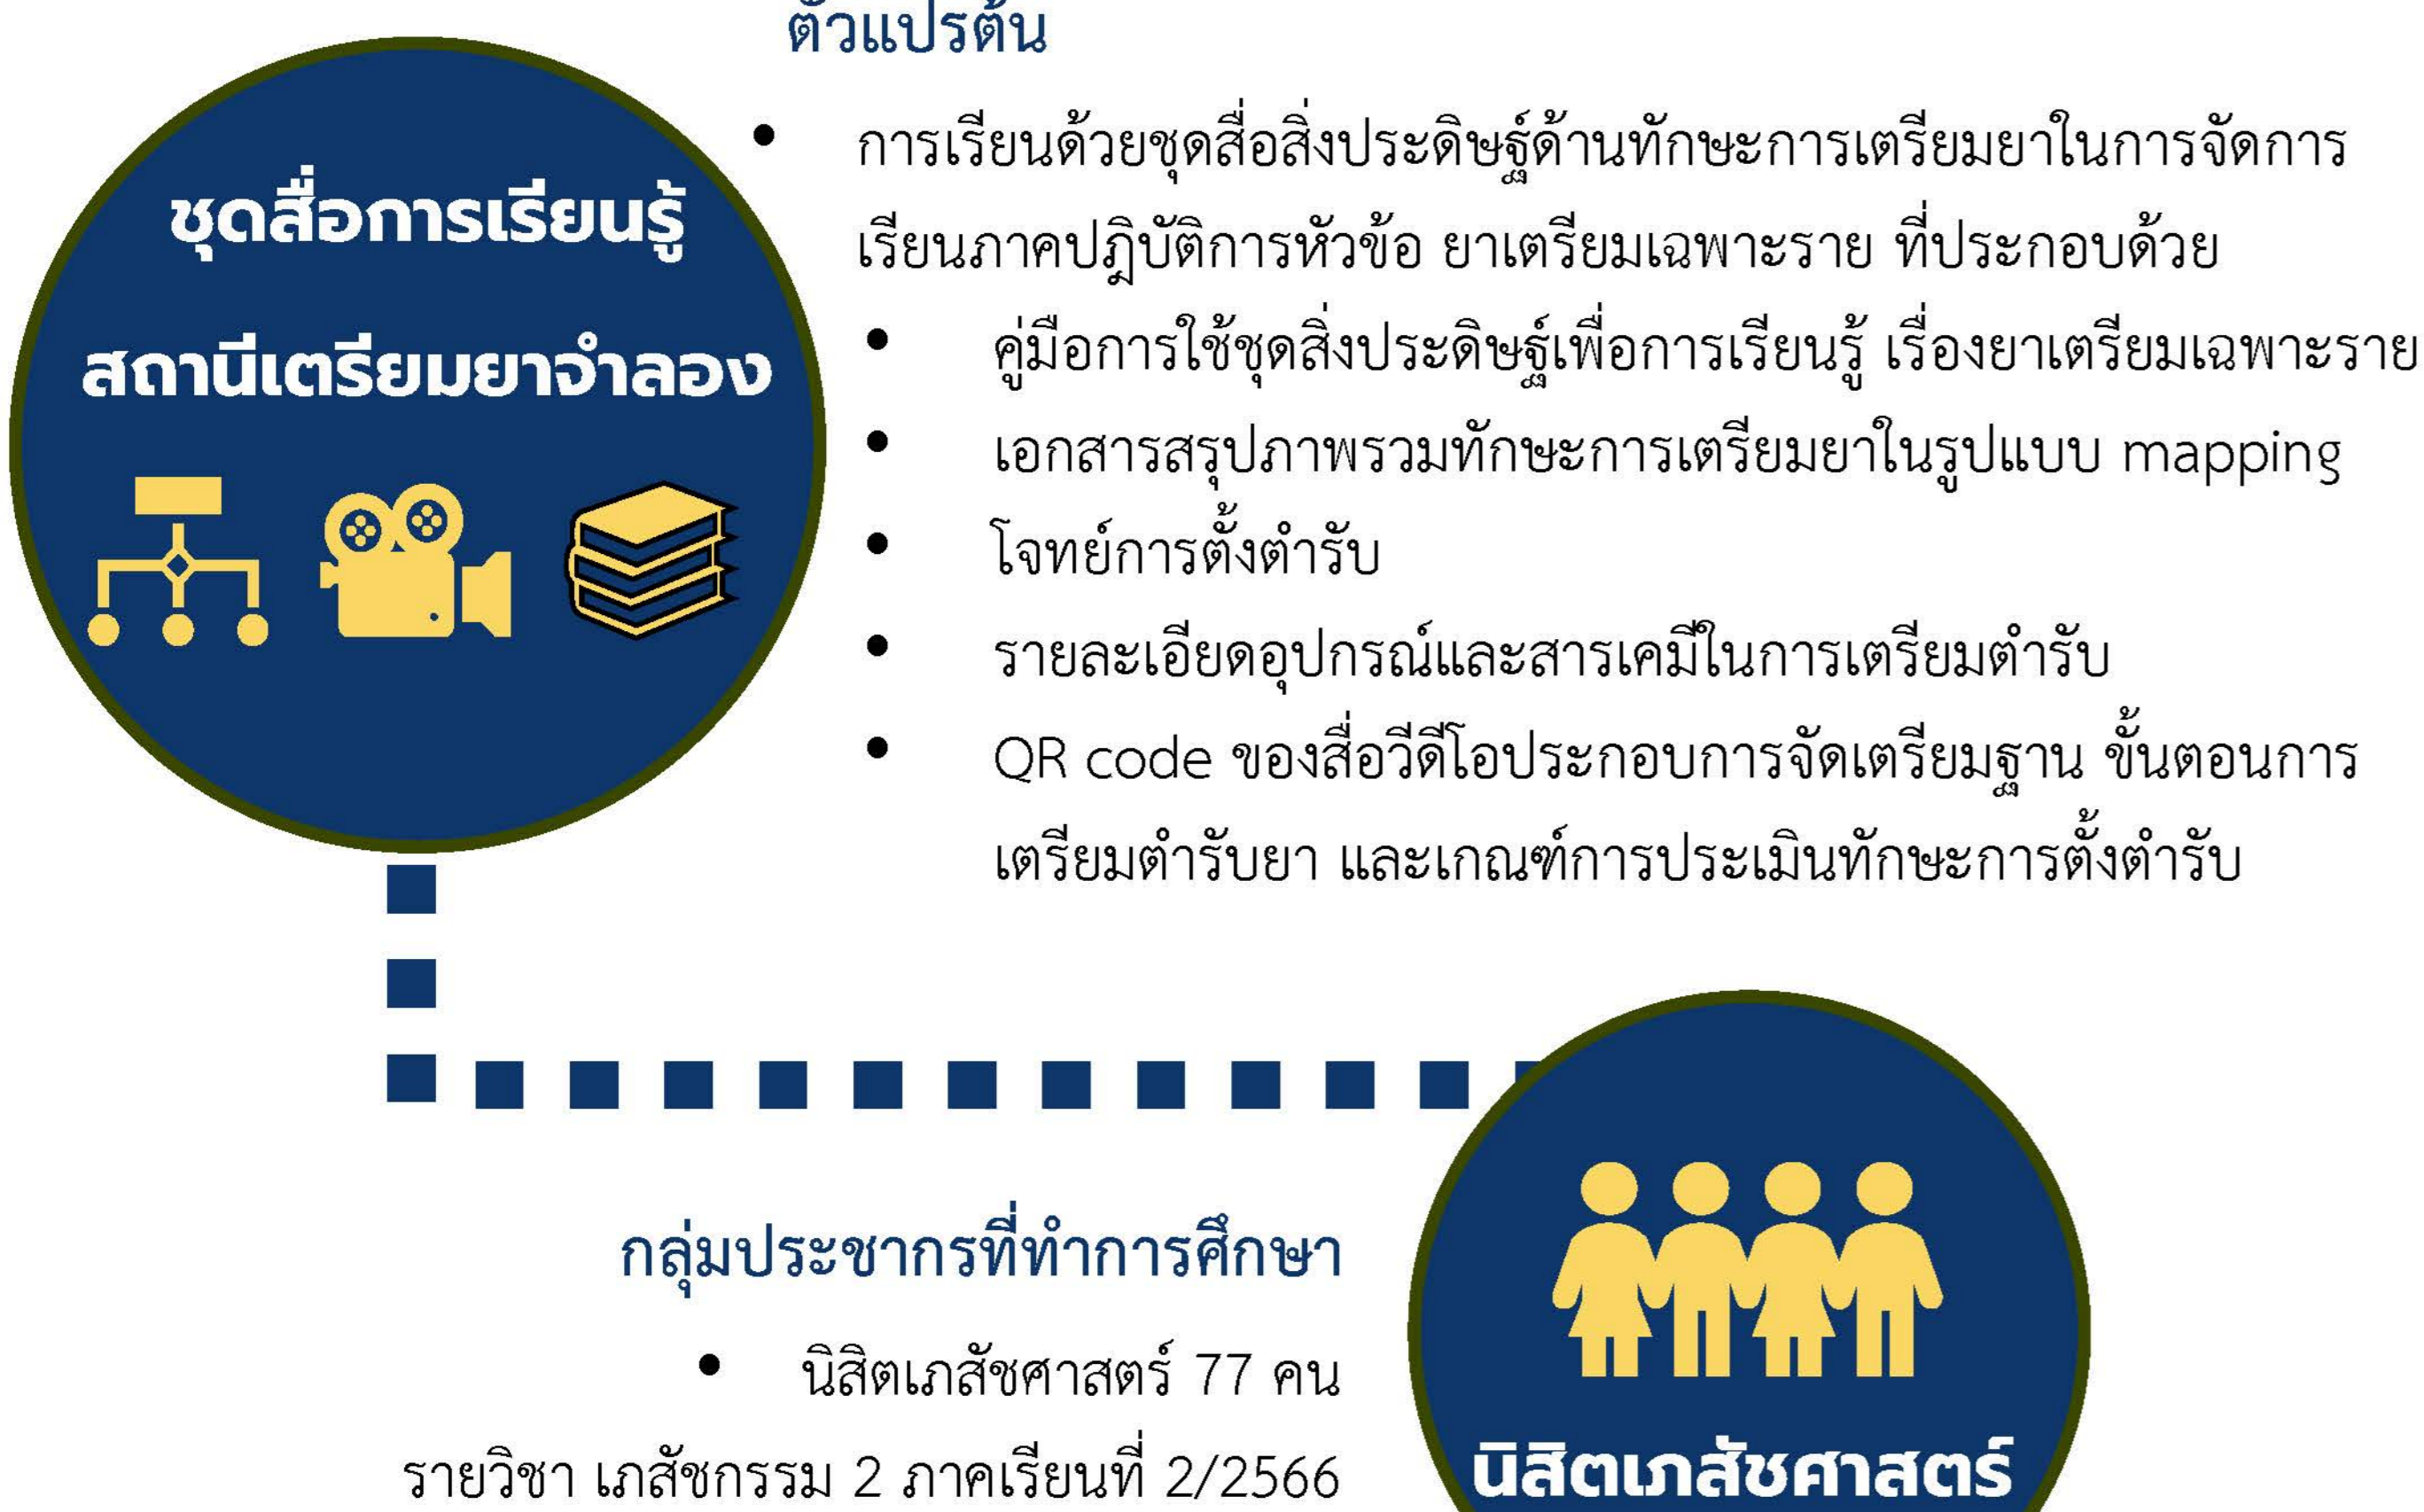 ตัวแปรต้น
ชุดสื่อการเรียนรู้
สถานีเตรียมยาจำลอง
• การเรียนด้วยชุดสื่อสิ่งประดิษฐ์ด้านทักษะการเตรียมยาในการจัดการ
เรียนภาคปฎิบัติการหัวข้อ ยาเตรียมเฉพาะราย ที่ประกอบด้วย
• คู่มือการใช้ชุดสิ่งประดิษฐ์เพื่อการเรียนรู้ เรื่องยาเตรียมเฉพาะราย
• เอกสารสรุปภาพรวมทักษะการเตรียมยาในรูปแบบ mapping
• โจทย์การตั้งตำรับ
• รายละเอียดอุปกรณ์และสารเคมีในการเตรียมตำรับ
• QR code ของสื่อวีดีโอประกอบการจัดเตรียมฐาน ขั้นตอนการ
เตรียมตำรับยา และเกณฑ์การประเมินทักษะการตั้งตำรับ
กลุ่มประชากรที่ทำการศึกษา
• นิสิตเภสัชศาสตร์ 77 คน
รายวิชา เภสัชกรรม 2 ภาคเรียนที่ 2/2566
นิสิตเภสัชศาสตร์